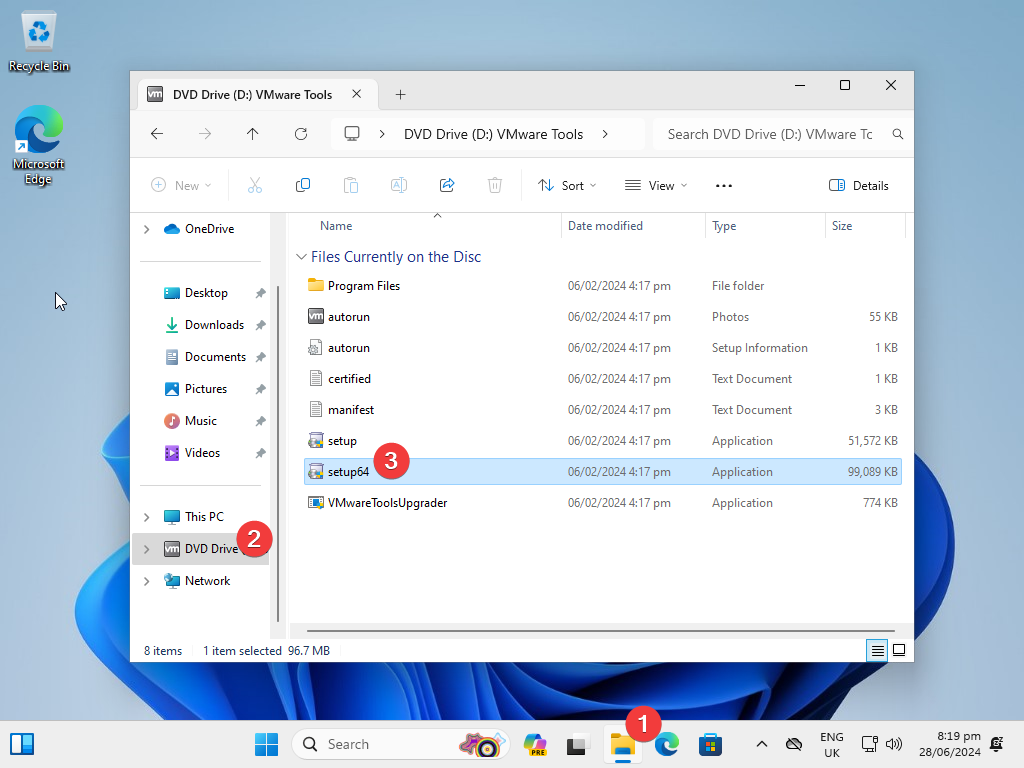 Recycle Bin
Microsoft
Edge
vm DVD Drive (D:) VMware Tools
DVD Drive (D:) VMware Tools
Search DVD Drive (D:) VMware Tc
New
Sort
View
Details
OneDrive
Desktop
Downloads
Documents
Pictures
Music
Videos
This PC
vm DVD Drive (
2
Network
Name Date modified Type Size
Files Currently on the Disc
Program Files 06/02/2024 4:17 pm File folder
vm autorun 06/02/2024 4:17 pm Photos 55 KB
autorun 06/02/2024 4:17 pm Setup Information 1 KB
certified 06/02/2024 4:17 pm Text Document 1 KB
manifest 06/02/2024 4:17 pm Text Document 3 KB
setup 06/02/2024 4:17 pm Application 51,572 KB
setup64 3 06/02/2024 4:17 pm Application 99,089 KB
VMwareToolsUpgrader 06/02/2024 4:17 pm Application 774 KB
8 items 1 item selected 96.7 MB
1
Search
PRE
ENG
UK
8:19 pm
28/06/2024